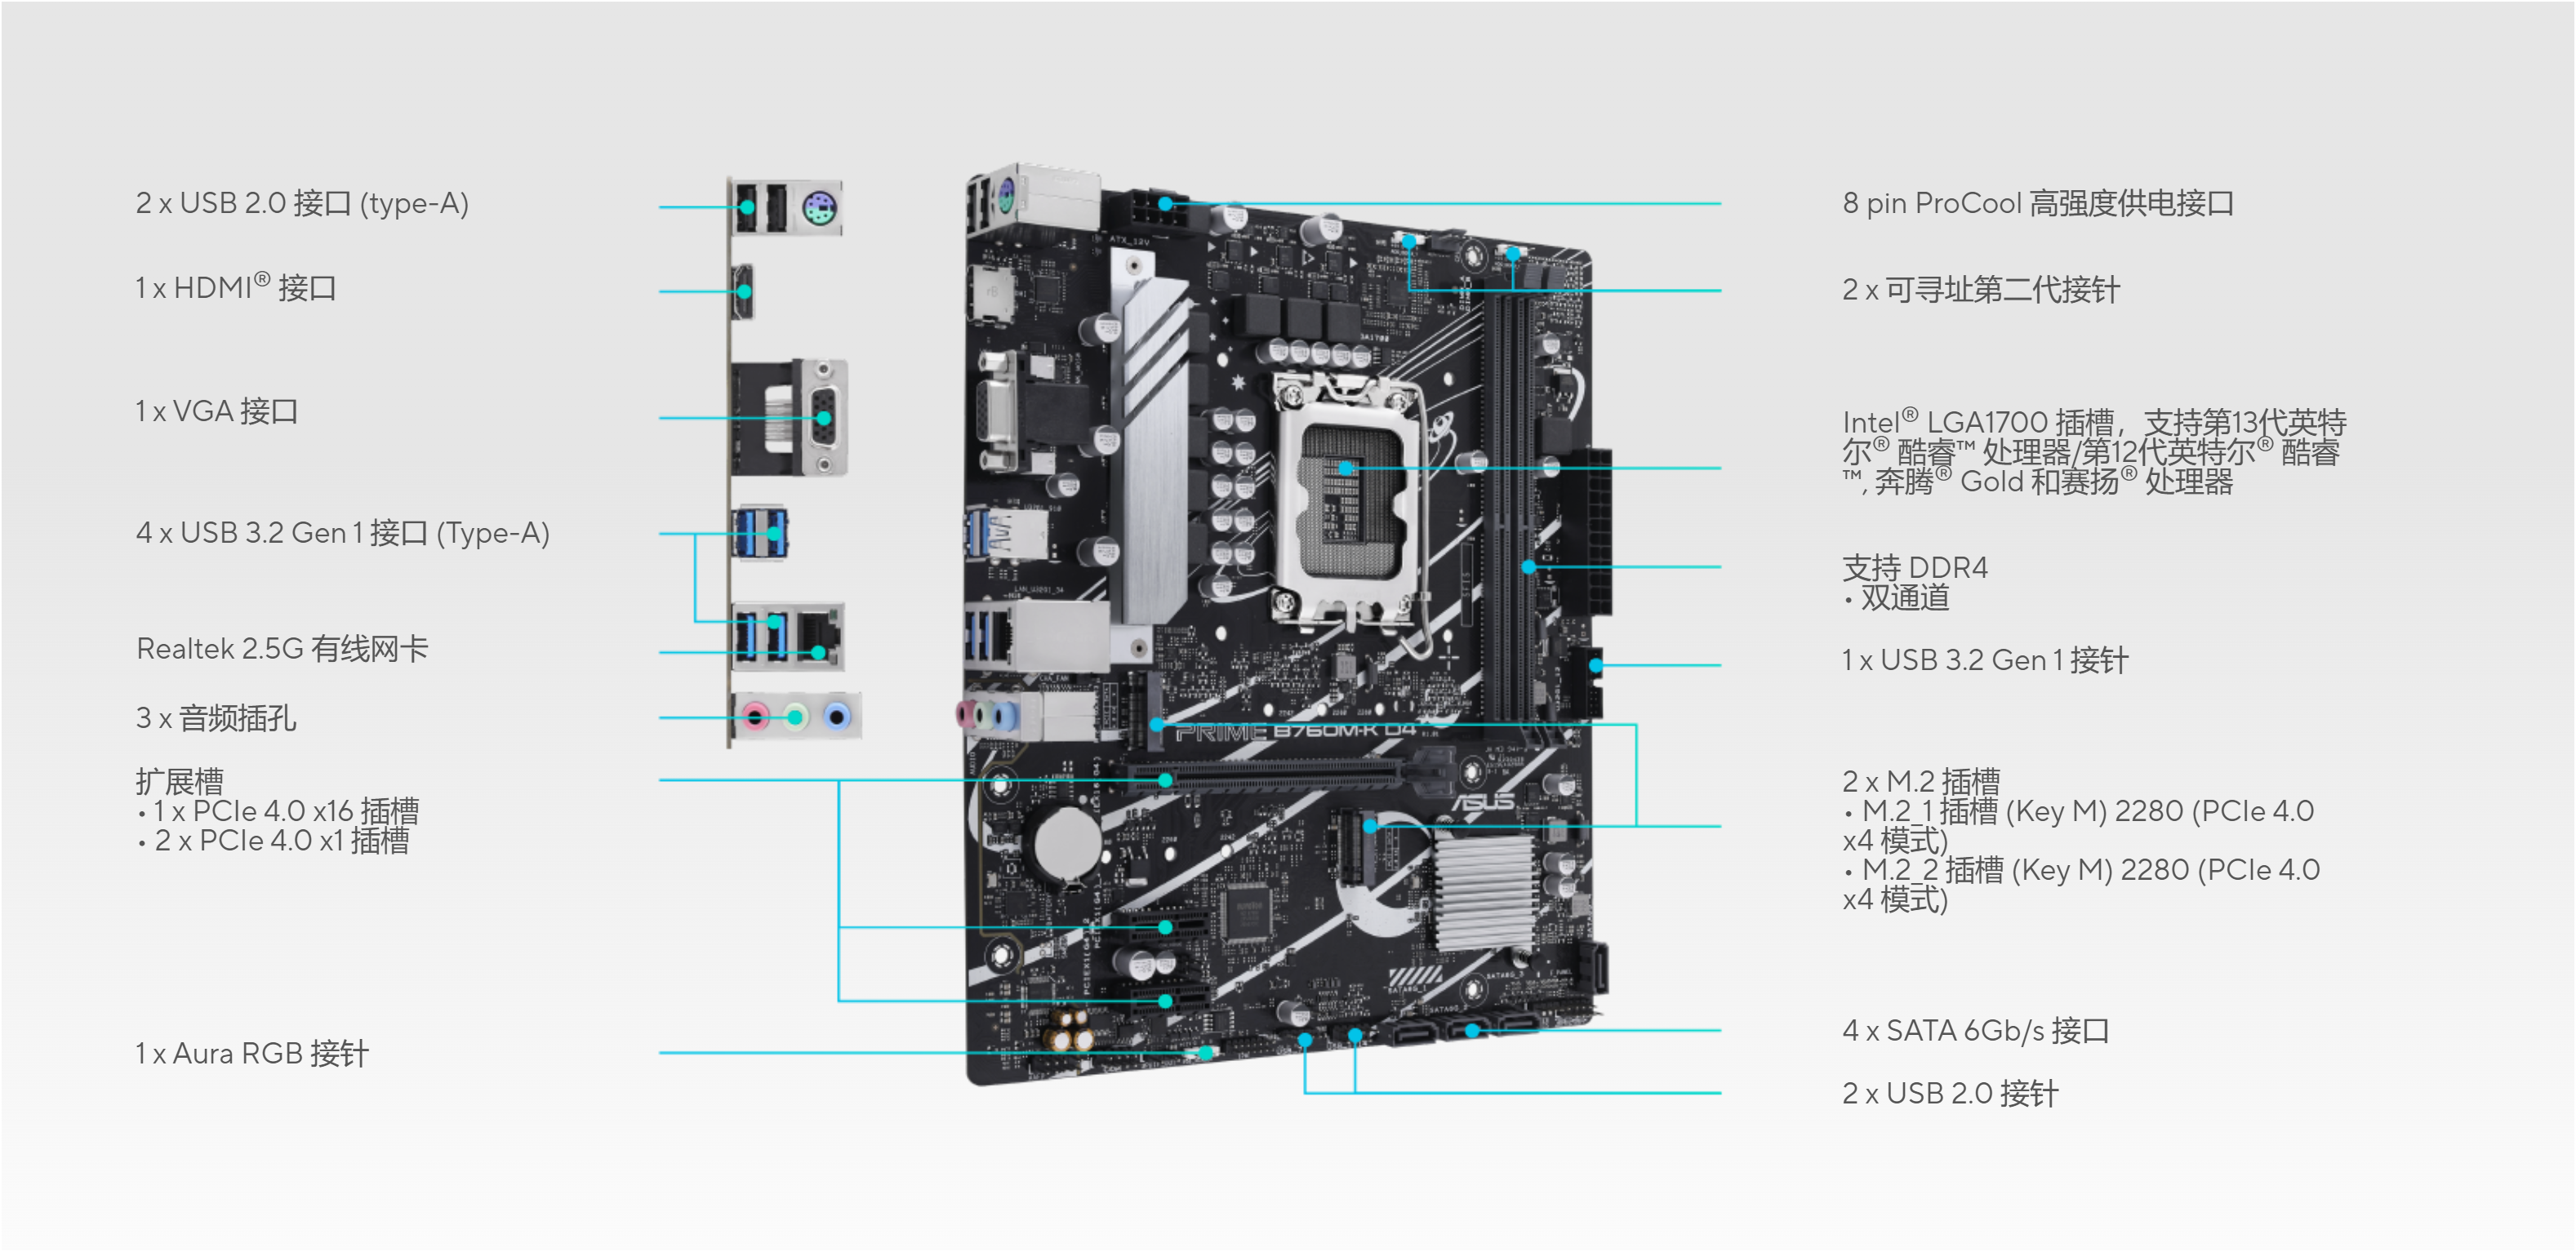 2 x USB 2.0 接口 (type-A)
1 x HDMI® 接口
1 x VGA 接口
4 x USB 3.2 Gen 1 接口 (Type-A)
Realtek 2.5G 有线网卡
3 x 音频插孔
扩展槽
• 1 x PCIe 4.0 x16 插槽
• 2 x PCIe 4.0 x1 插槽
1 x Aura RGB 接针
ATX_12V
PRIME B760M-K D4
ASUS
8 pin ProCool 高强度供电接口
2 x 可寻址第二代接针
Intel® LGA1700 插槽，支持第13代英特
尔® 酷睿™ 处理器/第12代英特尔® 酷睿
™, 奔腾® Gold 和赛扬® 处理器
支持 DDR4
• 双通道
1 x USB 3.2 Gen 1 接针
2 x M.2 插槽
• M.2_1 插槽 (Key M) 2280 (PCIe 4.0
x4 模式)
• M.2_2 插槽 (Key M) 2280 (PCIe 4.0
x4 模式)
4 x SATA 6Gb/s 接口
2 x USB 2.0 接针